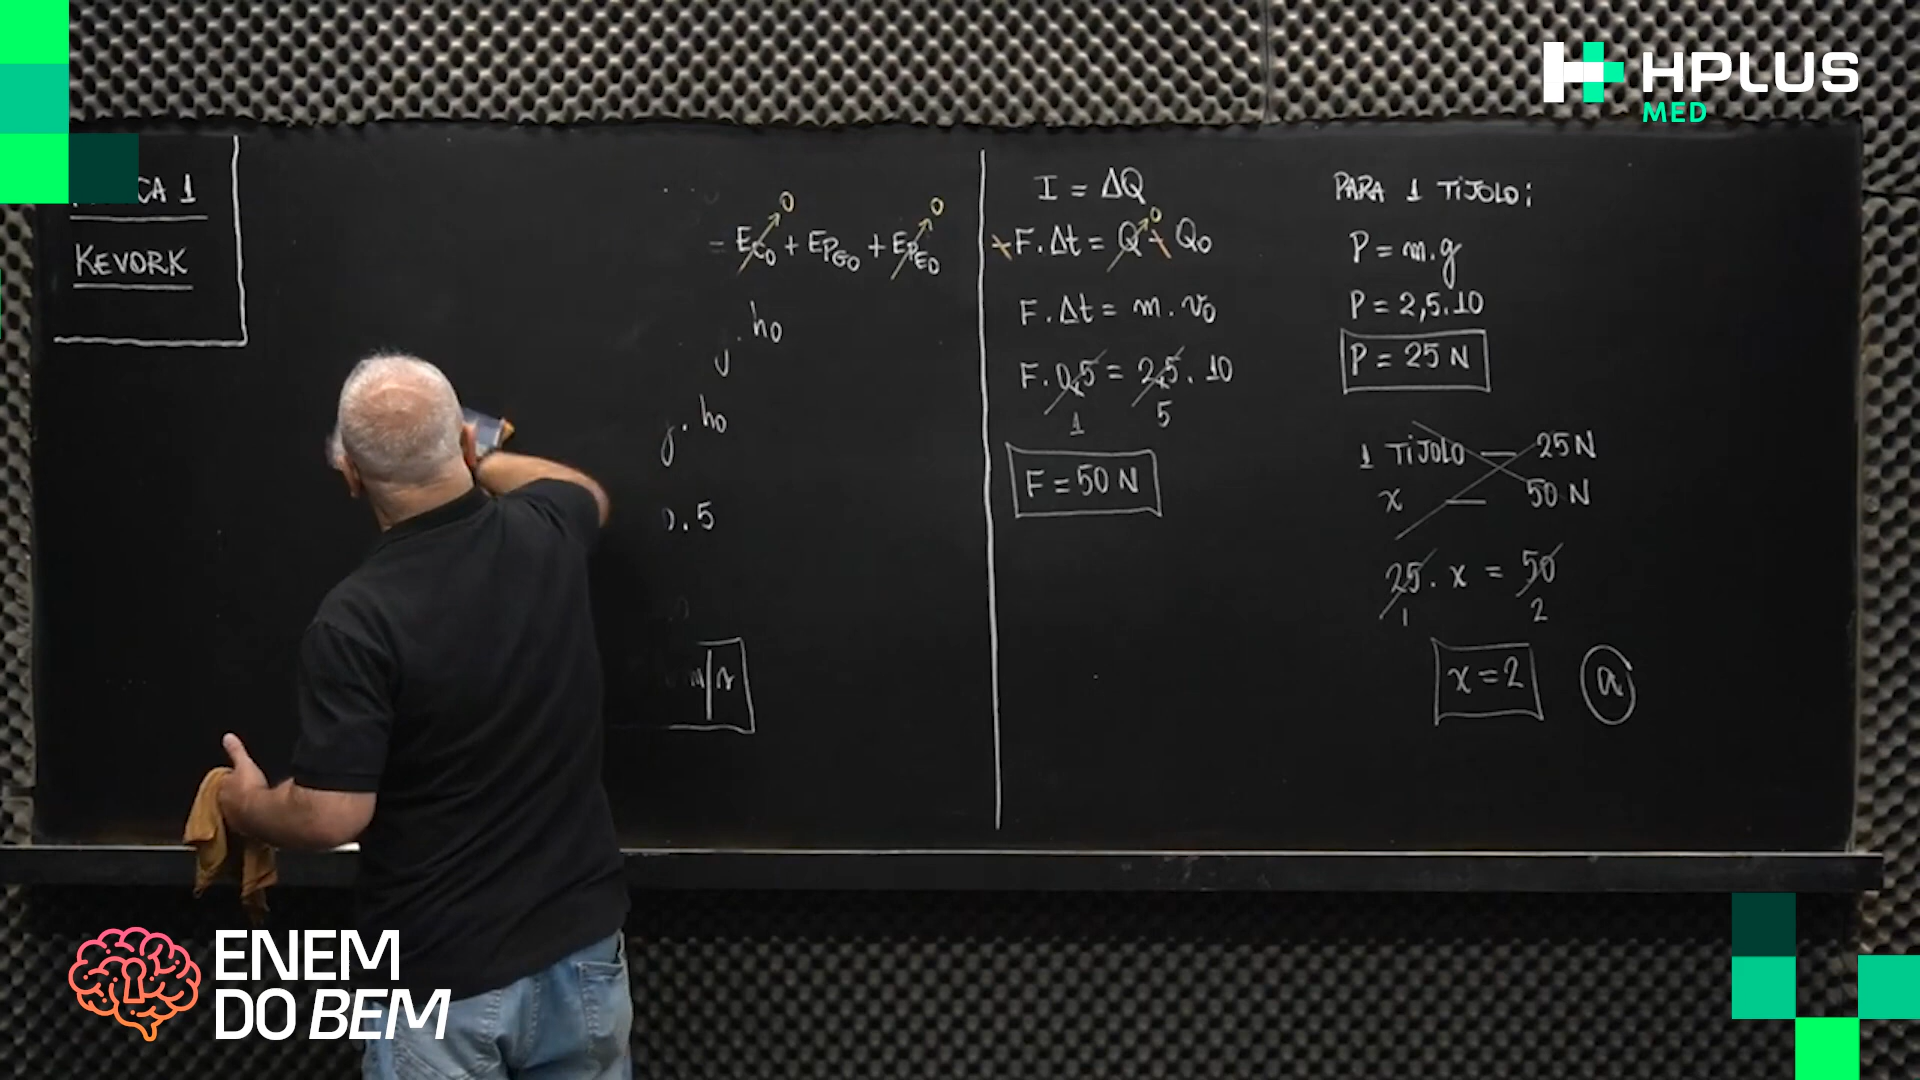 HPLUS
MED
CA 1
KEVORK
= Ec₀ + EPG₀ + EPE₀
0
0
. h₀
. h₀
. 5
I = ΔQ
-F.Δt = Q - Q₀
0
F.Δt = m.v₀
F.0,5 = 2,5.10
1 5
F = 50 N
PARA 1 TIJOLO:
P = m.g
P = 2,5.10
P = 25 N
1 TIJOLO — 25 N
x — 50 N
25.x = 50
1 2
x = 2
a
ENEM
DO BEM